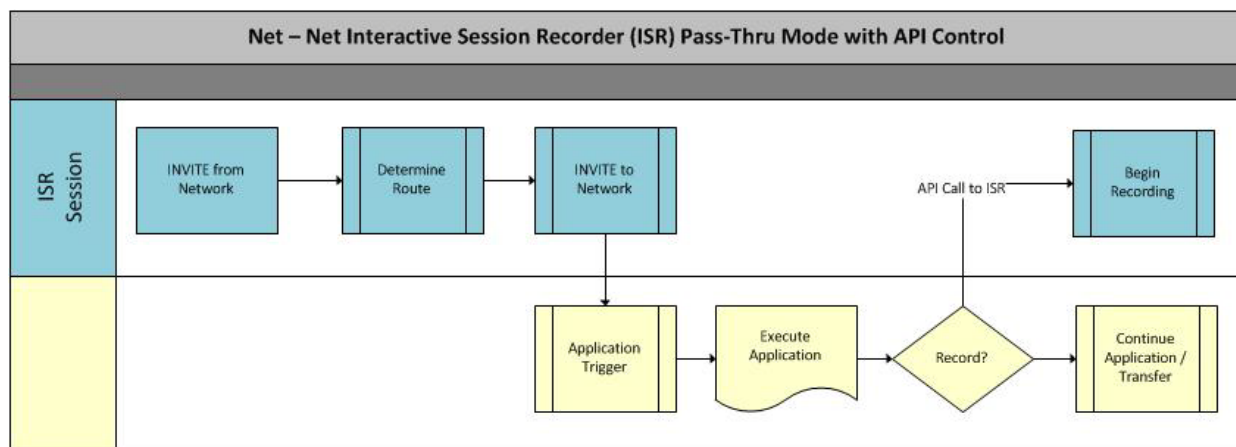 Net – Net Interactive Session Recorder (ISR) Pass-Thru Mode with API Control
ISR
Session
INVITE from
Network
Determine
Route
INVITE to
Network
API Call to ISR
Begin
Recording
Application
Trigger
Execute
Application
Record?
Continue
Application /
Transfer